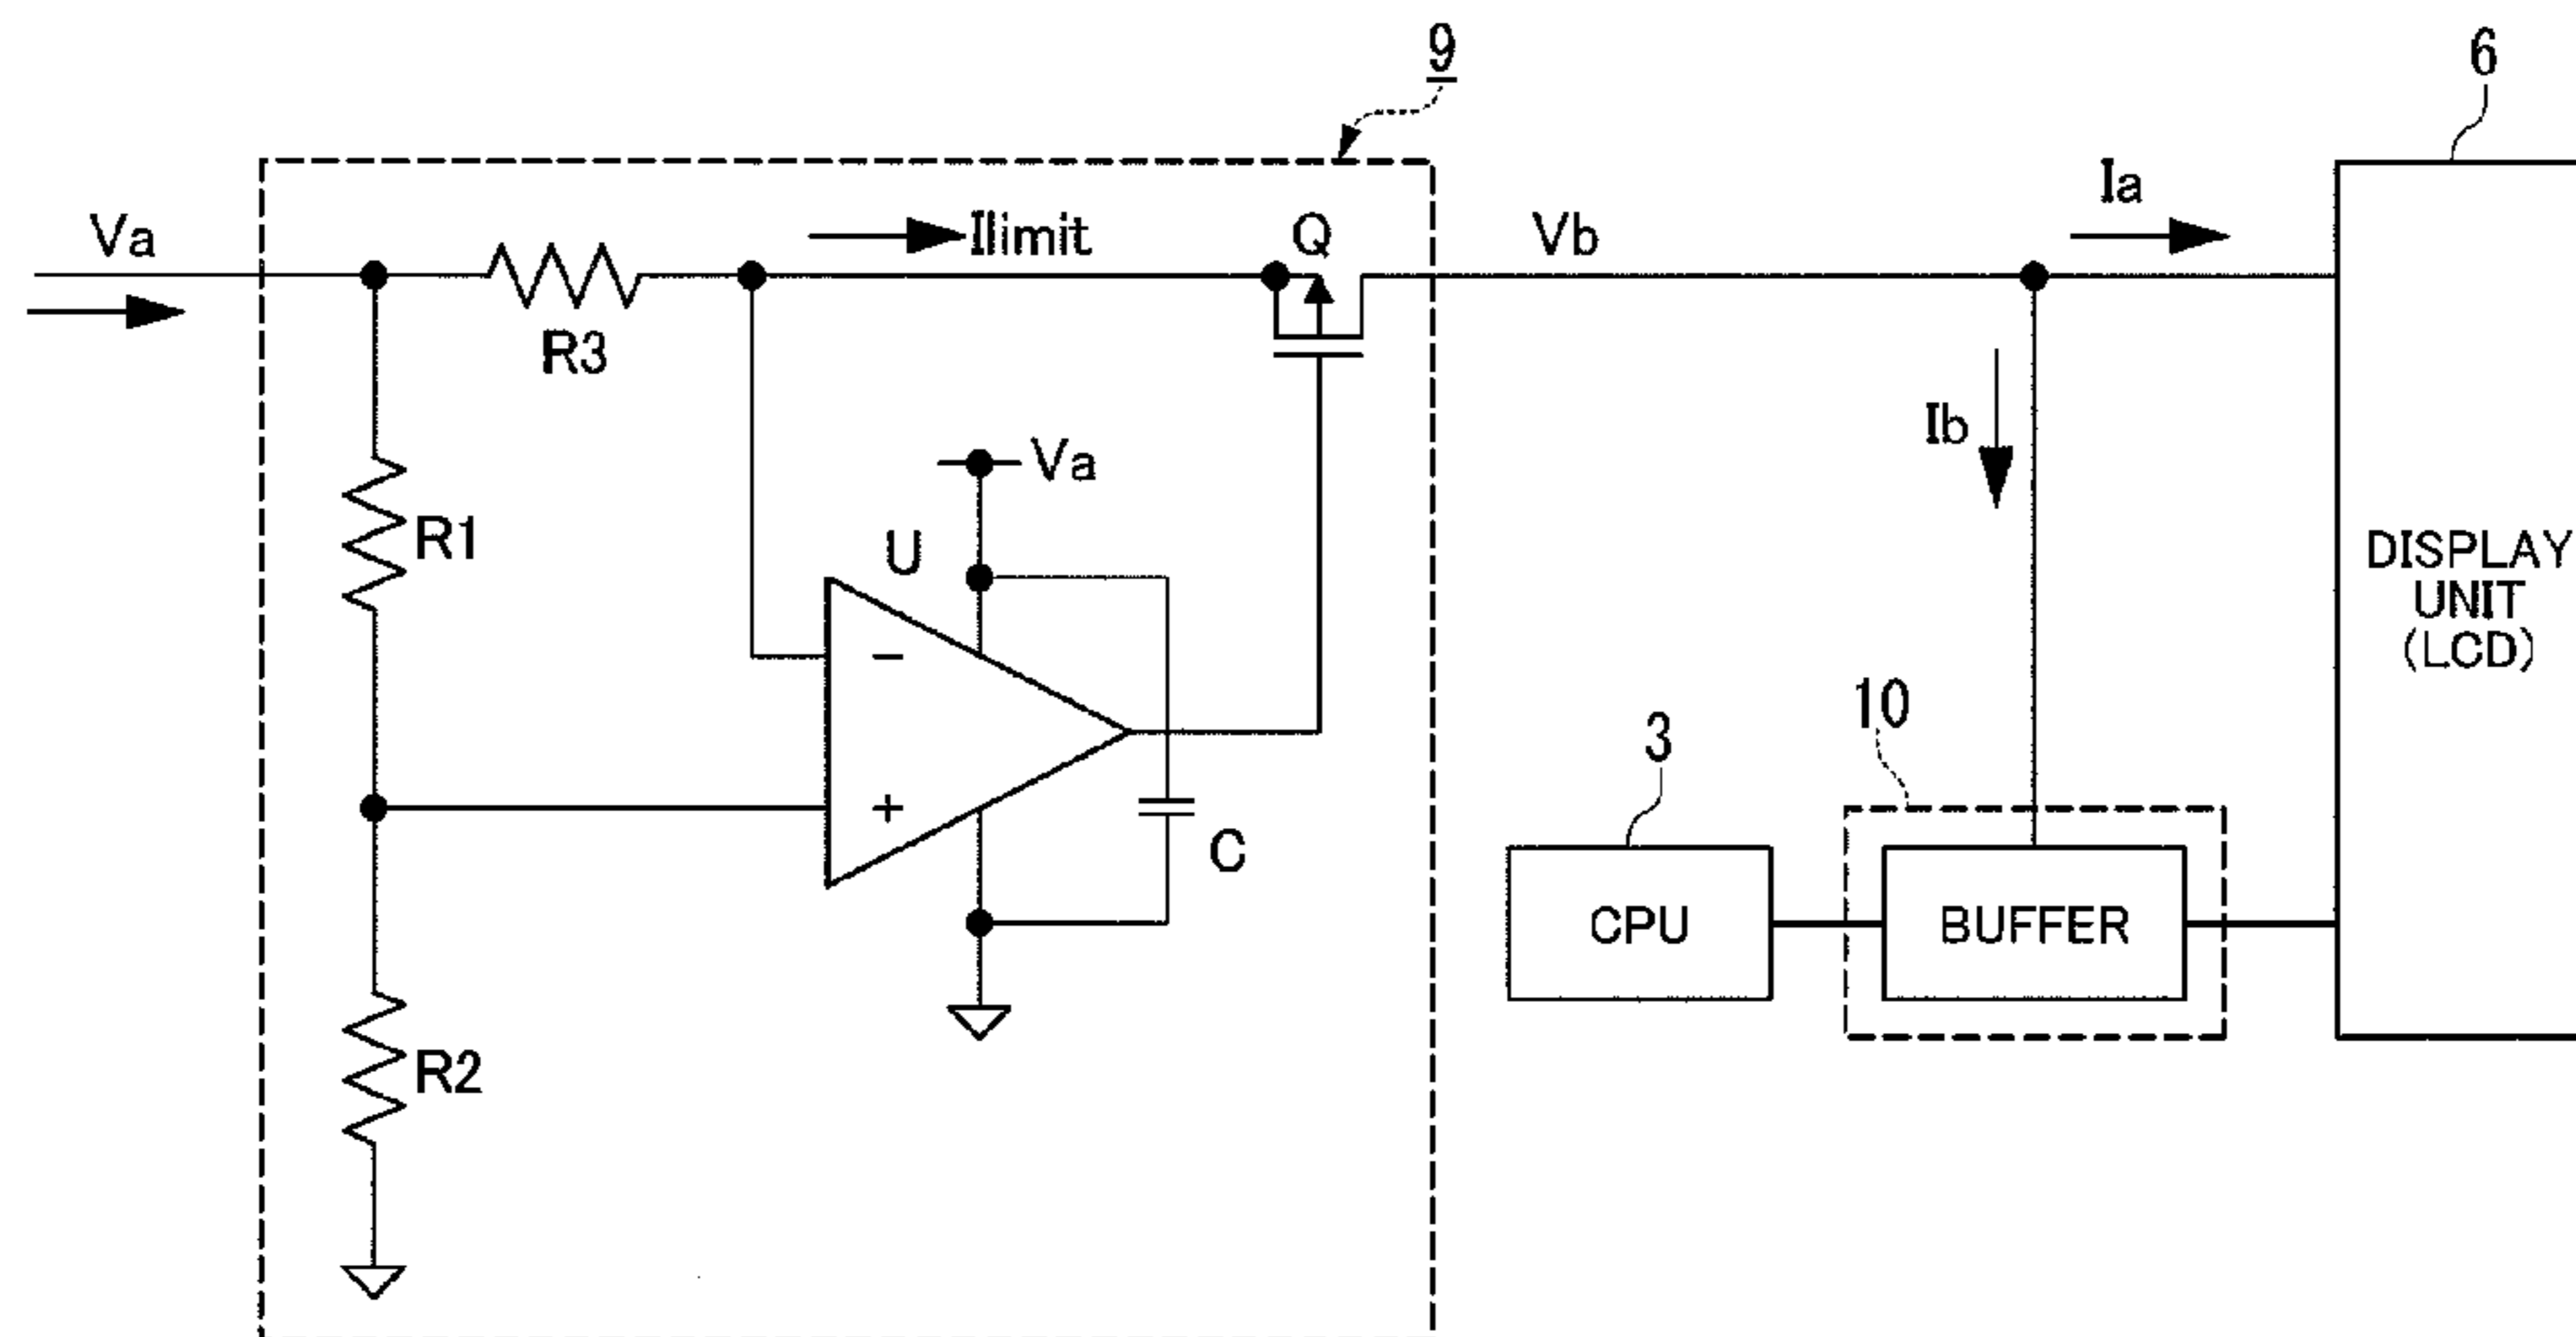 9
6
Va
Ilimit
Q
Vb
Ia
R3
Ib
Va
R1
U
DISPLAY
UNIT
(LCD)
−
10
3
+
C
CPU
BUFFER
R2